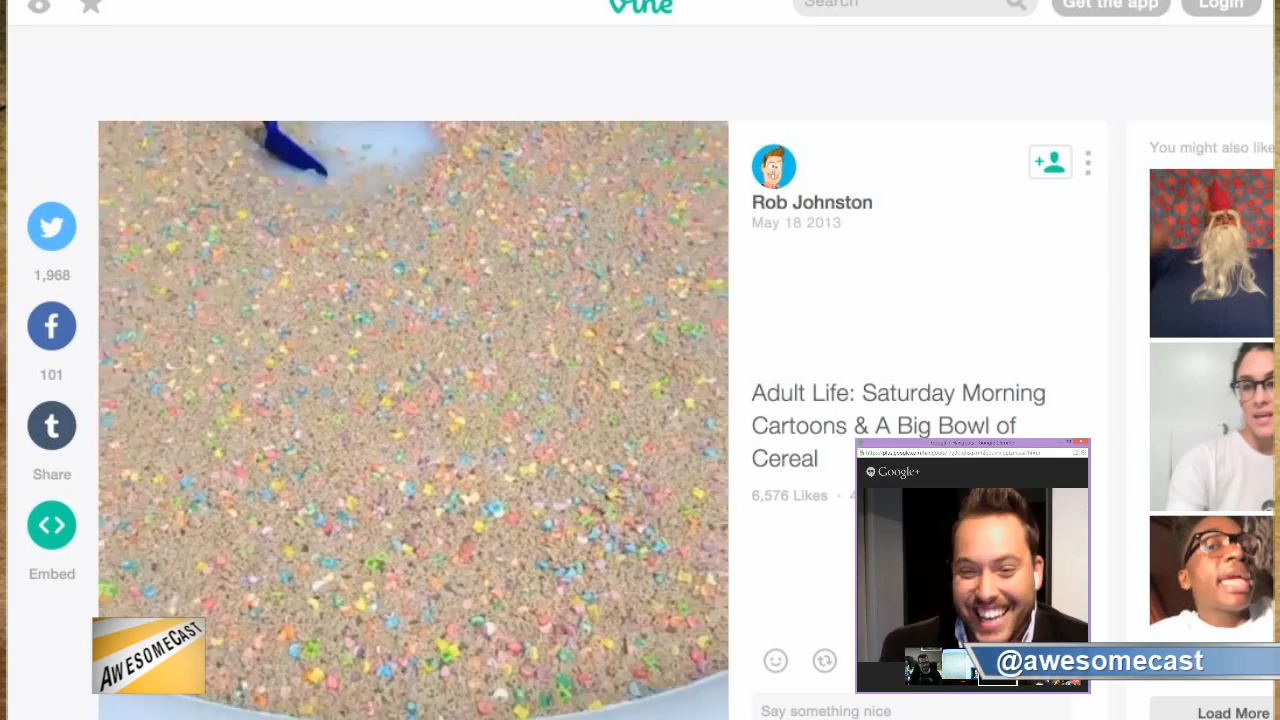 Vine
Search
Get the app
Login
Rob Johnston
May 18 2013
You might also like
1,968
101
Share
Embed
Adult Life: Saturday Morning
Cartoons & A Big Bowl of
Cereal
6,576 Likes
Google+
AWESOMECAST
@awesomecast
Say something nice
Load More